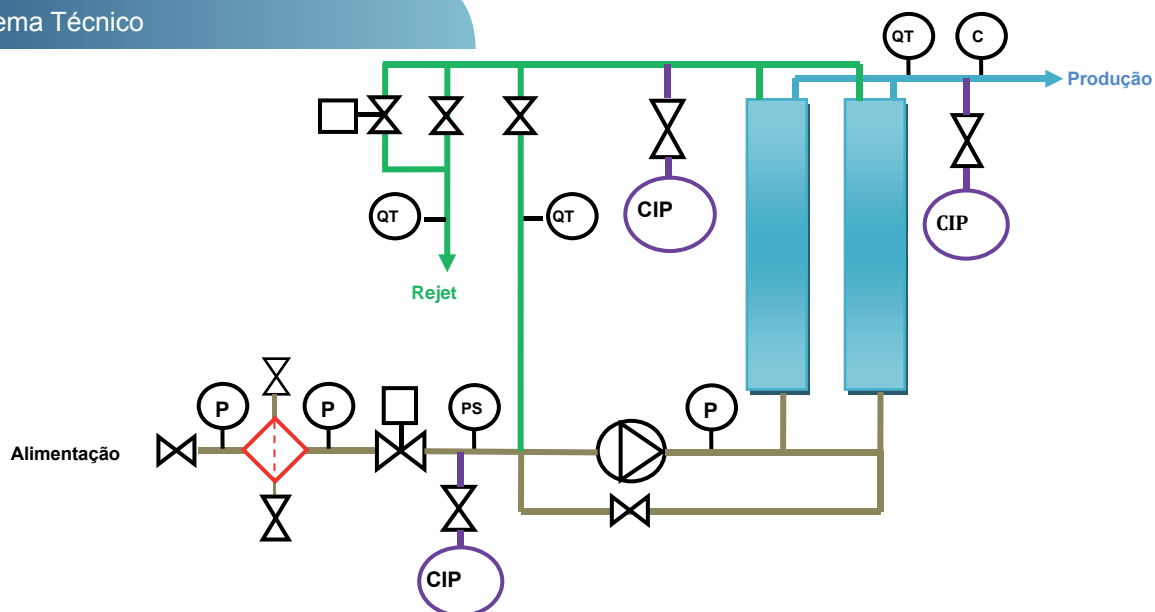 ema Técnico
QT
C
Produção
QT
QT
CIP
CIP
Rejet
P
P
PS
P
Alimentação
CIP